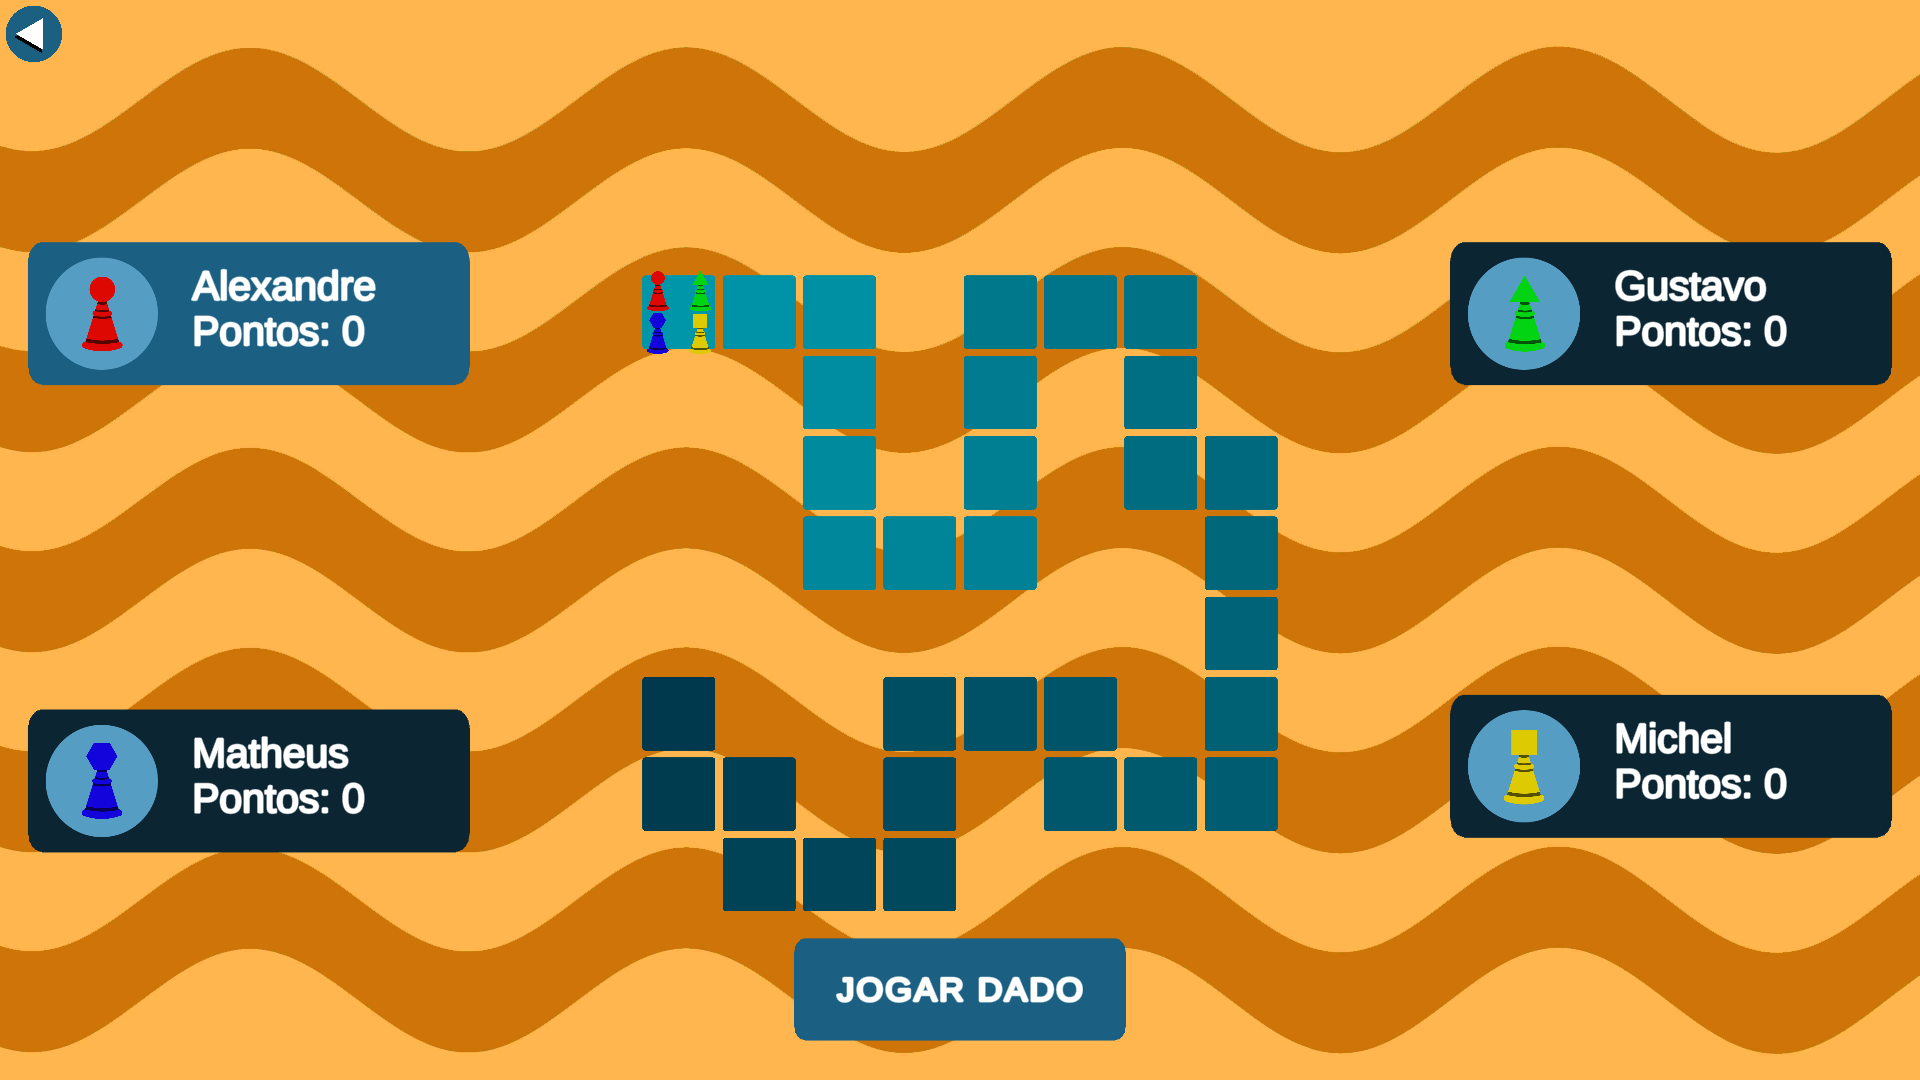 Alexandre
Pontos: 0
Gustavo
Pontos: 0
Matheus
Pontos: 0
Michel
Pontos: 0
JOGAR DADO